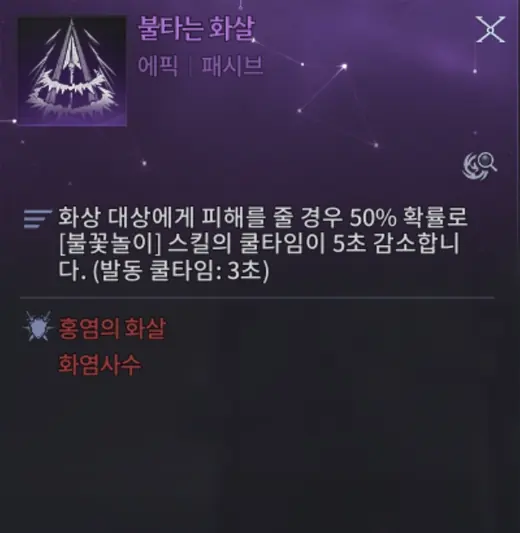 불타는 화살
에픽 | 패시브
화상 대상에게 피해를 줄 경우 50% 확률로
[불꽃놀이] 스킬의 쿨타임이 5초 감소합니
다. (발동 쿨타임: 3초)
홍염의 화살
화염사수